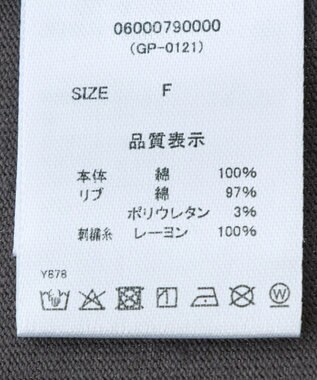 06000790000
(GP-0121)
SIZE F
品質表示
本体 綿 100%
リブ 綿 97%
ポリウレタン 3%
刺繍糸 レーヨン 100%
Y878